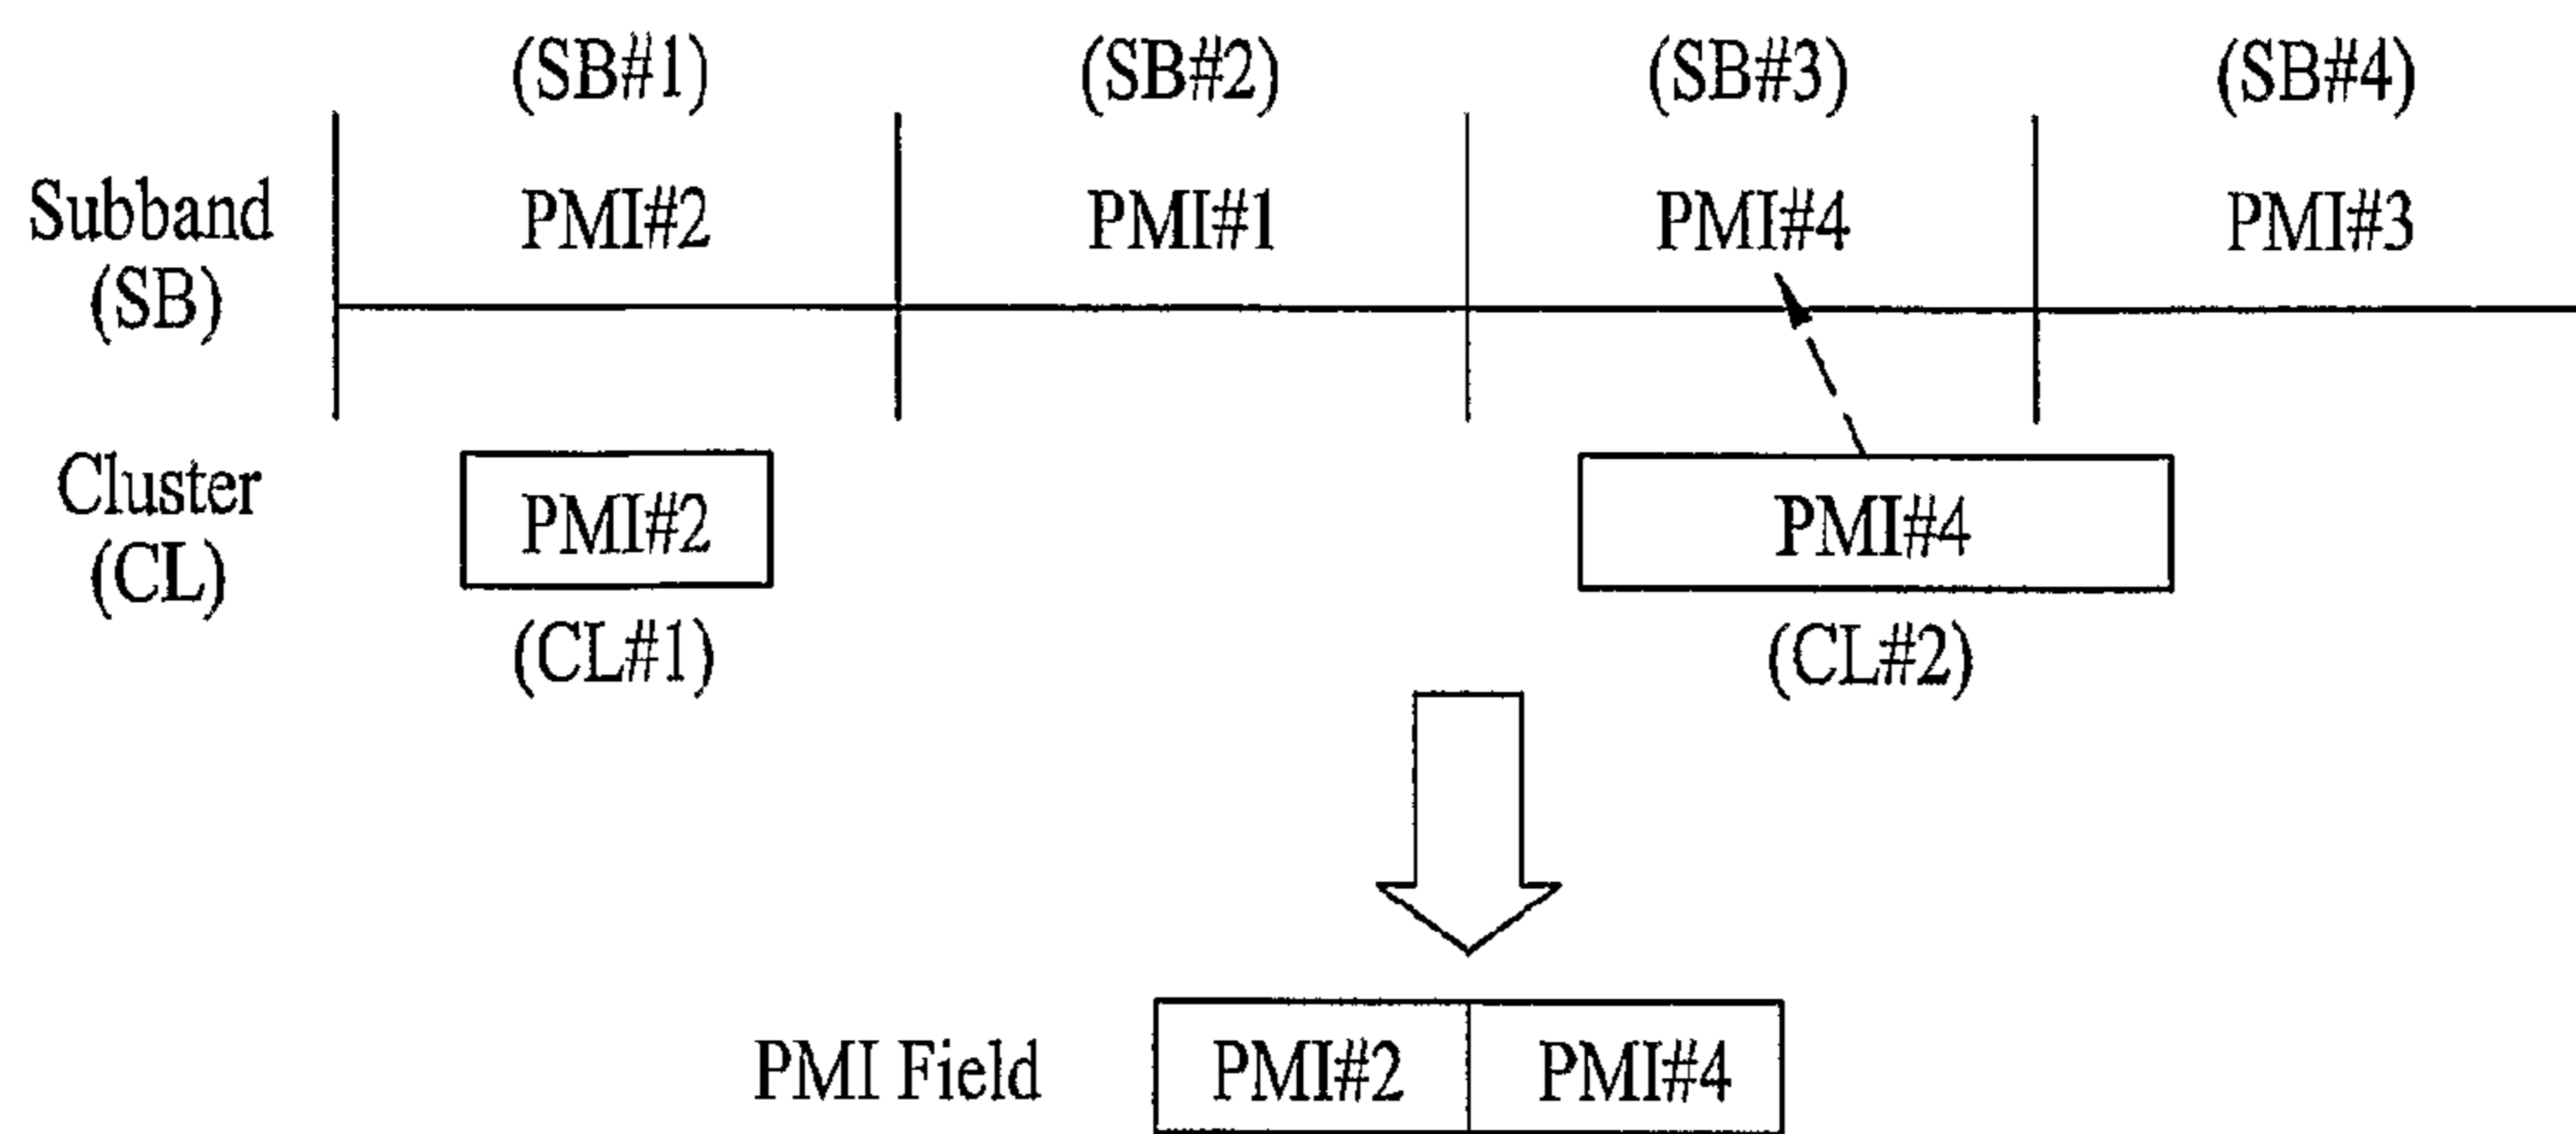 (SB#1) (SB#2) (SB#3) (SB#4)
Subband
(SB)
PMI#2 PMI#1 PMI#4 PMI#3
Cluster
(CL)
PMI#2 PMI#4
(CL#1) (CL#2)
PMI Field PMI#2 PMI#4